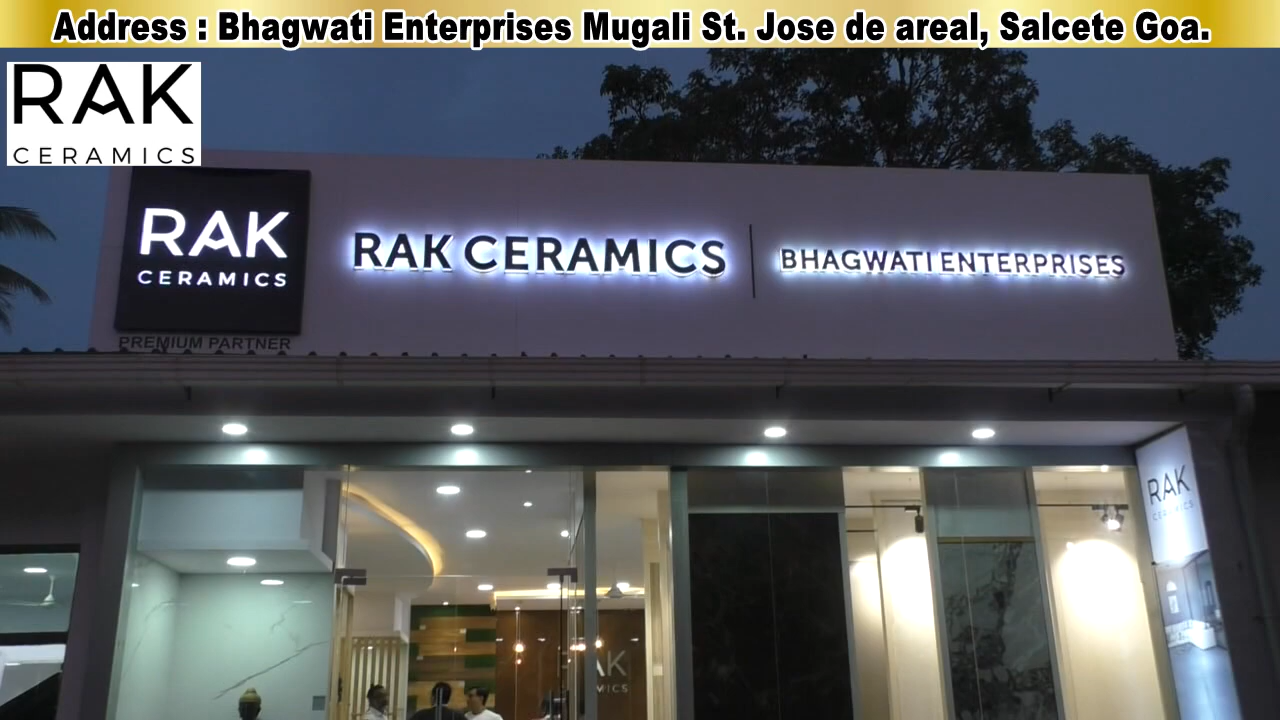 Address : Bhagwati Enterprises Mugali St. Jose de areal, Salcete Goa.
RAK
CERAMICS
RAK
CERAMICS
RAK CERAMICS
BHAGWATI ENTERPRISES
PREMIUM PARTNER
RAK
CERAMICS
RAK
CERAMICS